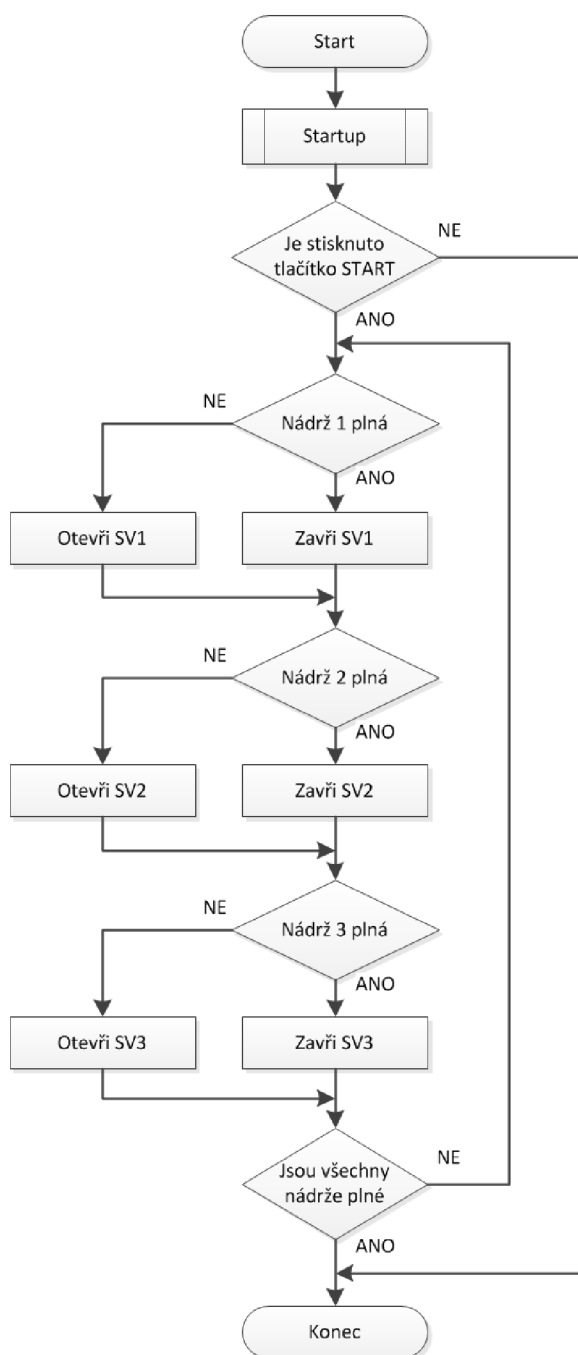 Start
Startup
Je stisknuto
tlačítko START
NE
ANO
Nádrž 1 plná
NE
ANO
Otevři SV1
Zavři SV1
Nádrž 2 plná
NE
ANO
Otevři SV2
Zavři SV2
Nádrž 3 plná
NE
ANO
Otevři SV3
Zavři SV3
Jsou všechny
nádrže plné
NE
ANO
Konec